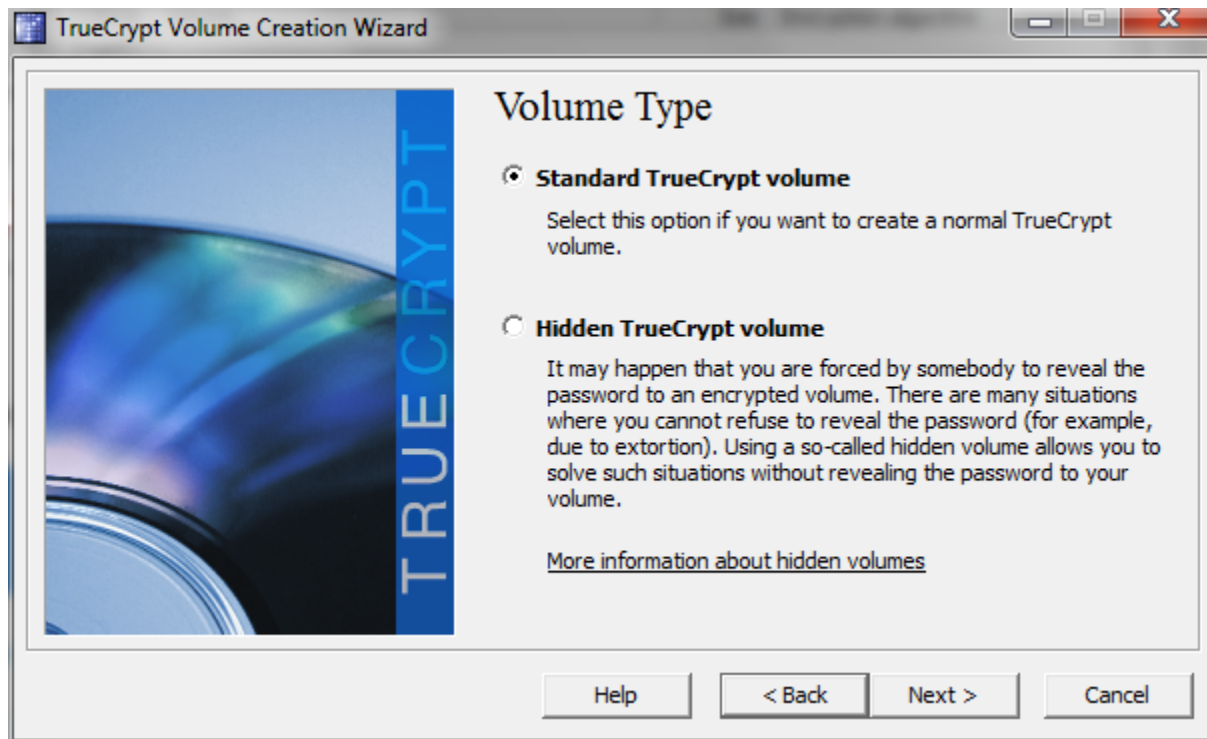 TrueCrypt Volume Creation Wizard
TRUECRYPT
Volume Type
Standard TrueCrypt volume
Select this option if you want to create a normal TrueCrypt
volume.
Hidden TrueCrypt volume
It may happen that you are forced by somebody to reveal the
password to an encrypted volume. There are many situations
where you cannot refuse to reveal the password (for example,
due to extortion). Using a so-called hidden volume allows you to
solve such situations without revealing the password to your
volume.
More information about hidden volumes
Help
< Back
Next >
Cancel